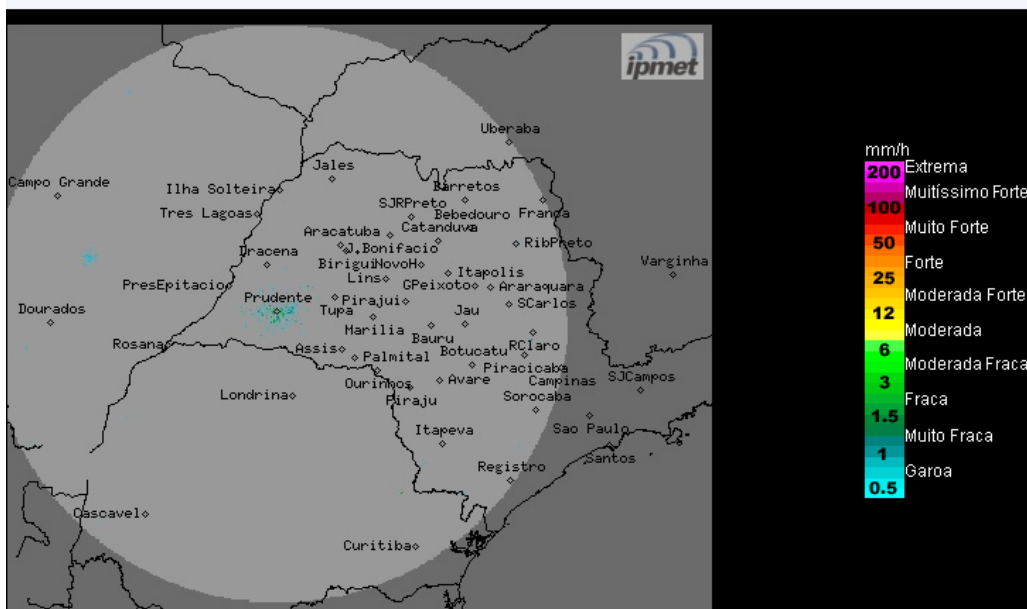 ipmet
Uberaba
Jales
Campo Grande
Ilha Solteira
Barretos
Tres Lagoas
SJRPreto
Bebedouro
Franca
Aracatuba
Catanduva
J.Bonifacio
RibPreto
Dracena
Birigui
NovoH
Varginha
Lins
Itapolis
PresEpitacio
GPeixoto
Araraquara
Prudente
Tupa
Pirajui
SCarlos
Dourados
Marilia
Jau
Bauru
Rosana
Assis
Botucatu
RClaro
Palmital
Piracicaba
Ourinhos
Avare
Campinas
SJCampos
Londrina
Piraju
Sorocaba
Itapeva
Sao Paulo
Santos
Registro
Cascavel
Curitiba
mm/h
200 Extrema
Muitíssimo Forte
100
Muito Forte
50
Forte
25
Moderada Forte
12
Moderada
6
Moderada Fraca
3
Fraca
1.5
Muito Fraca
1
Garoa
0.5